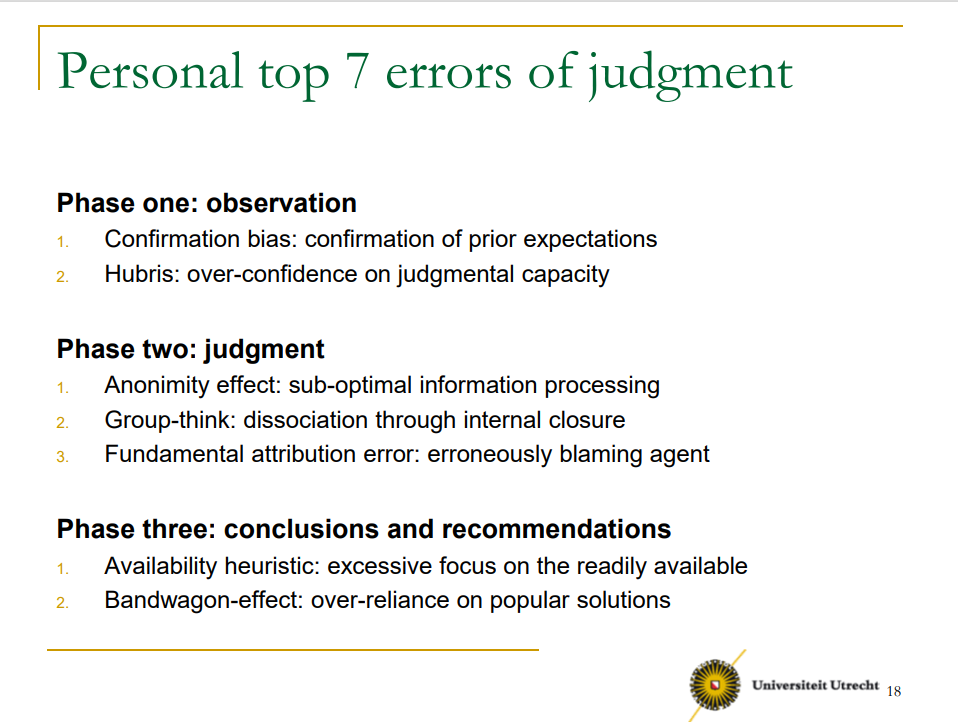 Personal top 7 errors of judgment
Phase one: observation
1. Confirmation bias: confirmation of prior expectations
2. Hubris: over-confidence on judgmental capacity
Phase two: judgment
1. Anonimity effect: sub-optimal information processing
2. Group-think: dissociation through internal closure
3. Fundamental attribution error: erroneously blaming agent
Phase three: conclusions and recommendations
1. Availability heuristic: excessive focus on the readily available
2. Bandwagon-effect: over-reliance on popular solutions
Universiteit Utrecht 18